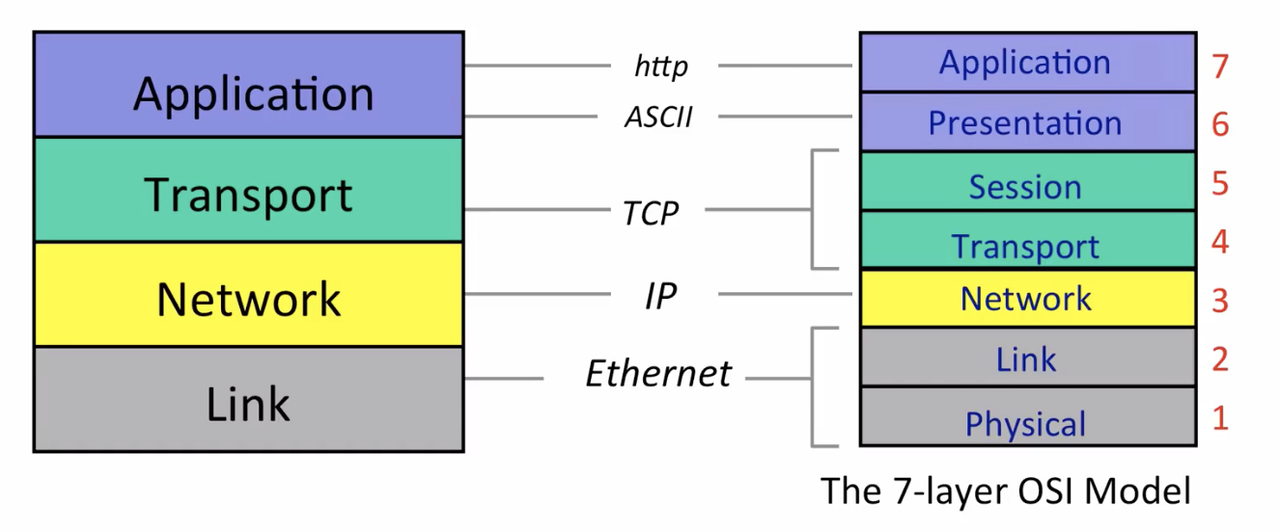 Application
Transport
Network
Link
http
ASCII
TCP
IP
Ethernet
Application 7
Presentation 6
Session 5
Transport 4
Network 3
Link 2
Physical 1
The 7-layer OSI Model